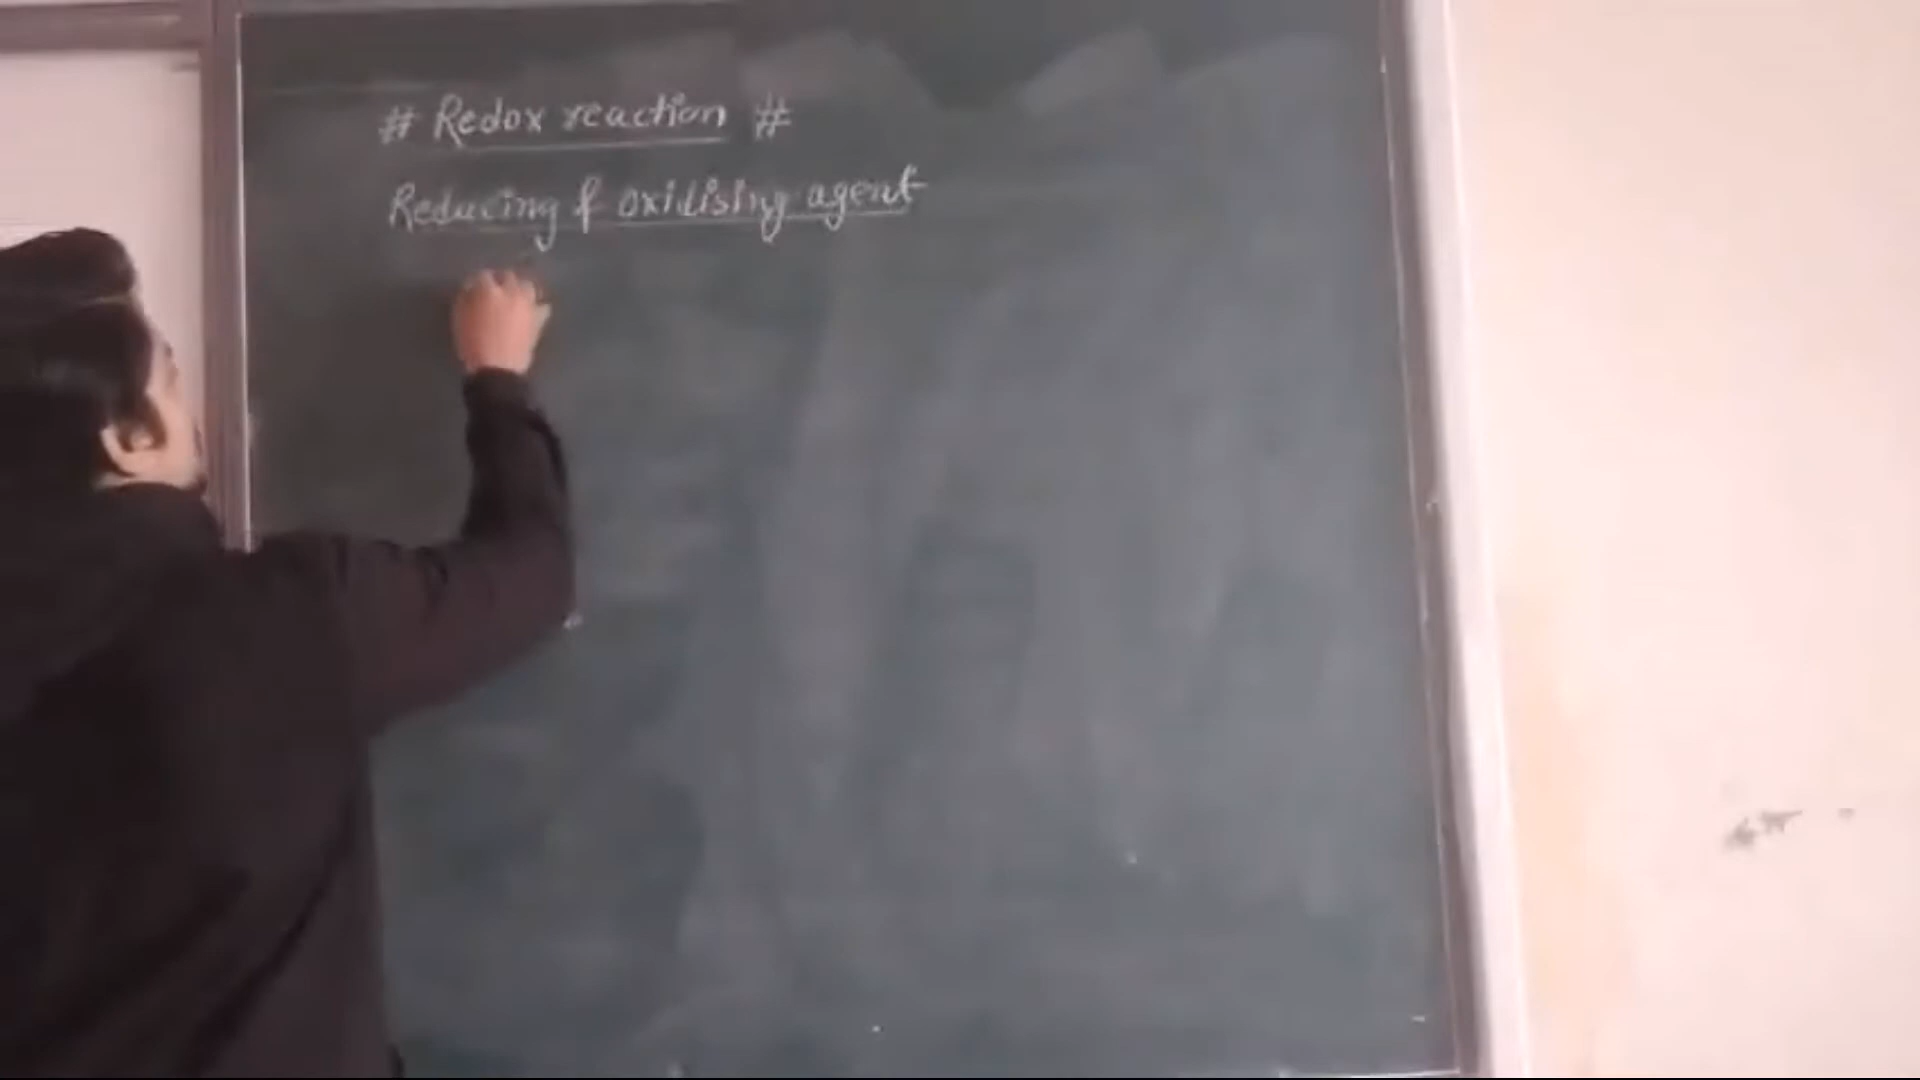 # Redox reaction #
Reducing & oxidising agent